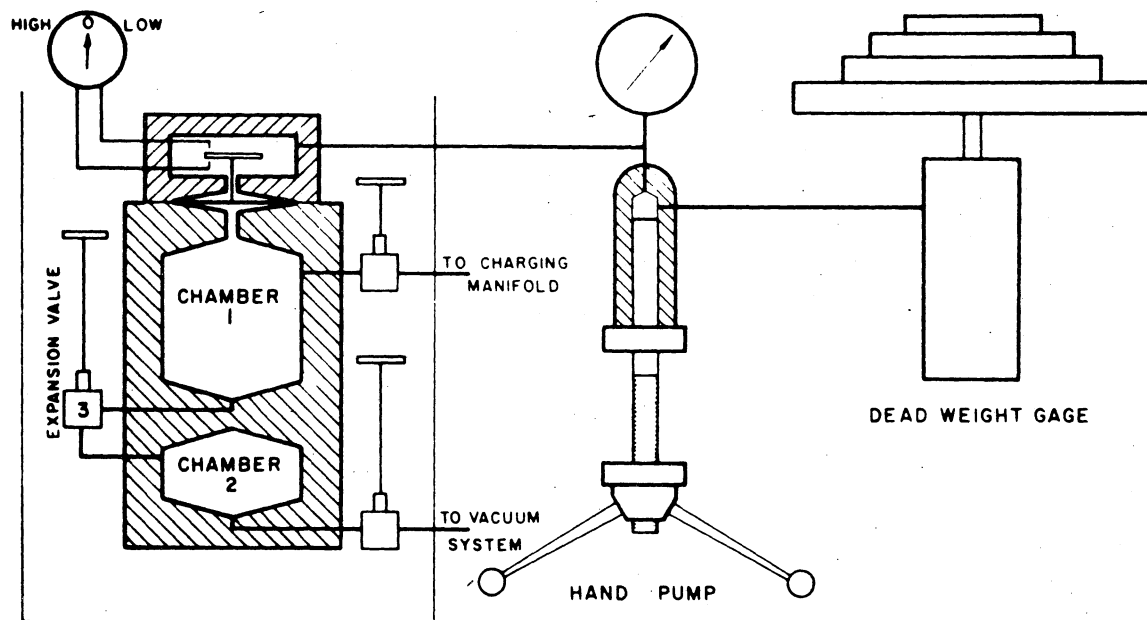 HIGH O LOW
TO CHARGING
MANIFOLD
CHAMBER
1
EXPANSION VALVE
3
DEAD WEIGHT GAGE
CHAMBER
2
TO VACUUM
SYSTEM
HAND PUMP